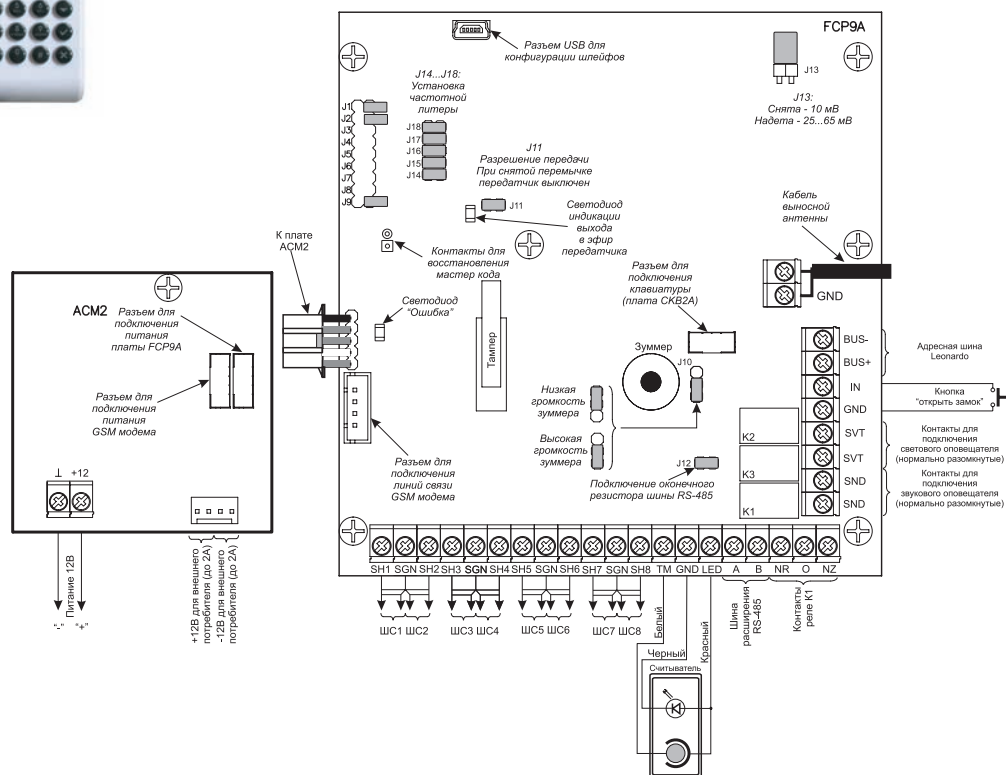 FCP9A
Разъем USB для
конфигурации шлейфов
J14...J18:
Установка
частотной
литеры
J13
J13:
Снята - 10 мВ
Надета - 25...65 мВ
J1
J2
J3
J4
J5
J6
J7
J8
J9
J18
J17
J16
J15
J14
J11
Разрешение передачи
При снятой перемычке
передатчик выключен
J11
Светодиод
индикации
выхода
в эфир
передатчика
Кабель
выносной
антенны
GND
Контакты для
восстановления
мастер кода
К плате
ACM2
Светодиод
"Ошибка"
Разъем для
подключения
клавиатуры
(плата CKB2A)
ACM2
Разъем для
подключения
питания
платы FCP9A
Разъем для
подключения
питания
GSM модема
Тампер
Зуммер
J10
Низкая
громкость
зуммера
Высокая
громкость
зуммера
J12
Подключение оконечного
резистора шины RS-485
Разъем для
подключения
линий связи
GSM модема
K2
K3
K1
BUS-
BUS+
IN
GND
SVT
SVT
SND
SND
Адресная шина
Leonardo
Кнопка
"открыть замок"
Контакты для
подключения
светового оповещателя
(нормально разомкнутые)
Контакты для
подключения
звукового оповещателя
(нормально разомкнутые)
⊥ +12
Питание 12В
"-" "+"
+12В для внешнего
потребителя (до 2А)
-12В для внешнего
потребителя (до 2А)
SH1 SGN SH2 SH3 SGN SH4 SH5 SGN SH6 SH7 SGN SH8 TM GND LED A B NR O NZ
ШС1 ШС2 ШС3 ШС4 ШС5 ШС6 ШС7 ШС8
Белый
Черный
Красный
Шина
расширения
RS-485
Контакты
реле K1
Считыватель